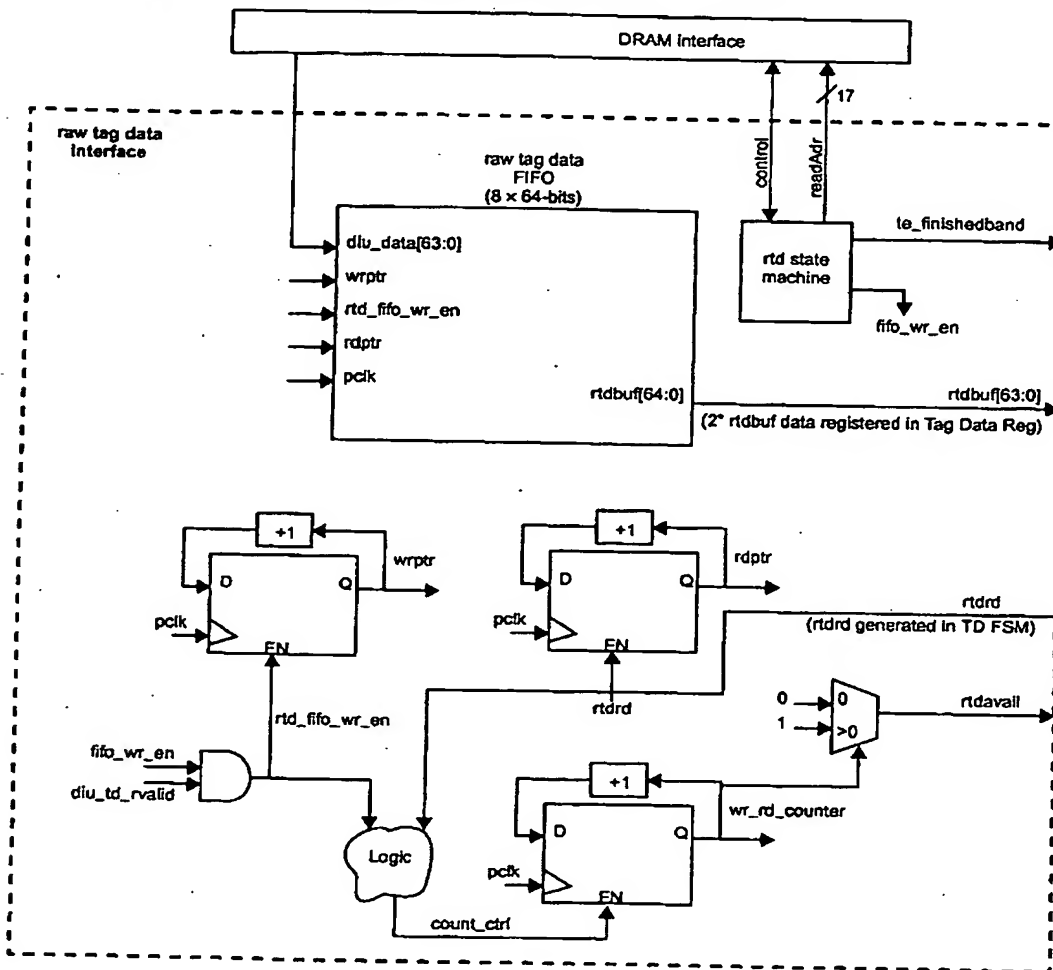 DRAM interface
17
raw tag data
interface
raw tag data
FIFO
(8 × 64-bits)
control
readAdr
diu_data[63:0]
wrptr
rtd_fifo_wr_en
rdptr
pclk
rtd state
machine
te_finishedband
fifo_wr_en
rtdbuf[64:0]
rtdbuf[63:0]
(2* rtdbuf data registered in Tag Data Reg)
+1
wrptr
D
Q
pclk
EN
+1
rdptr
D
Q
pclk
EN
rtdrd
(rtdrd generated in TD FSM)
rtd_fifo_wr_en
rtdrd
0
0
1
>0
rtdavail
fifo_wr_en
diu_td_rvalid
+1
wr_rd_counter
D
Q
Logic
pclk
EN
count_ctrl